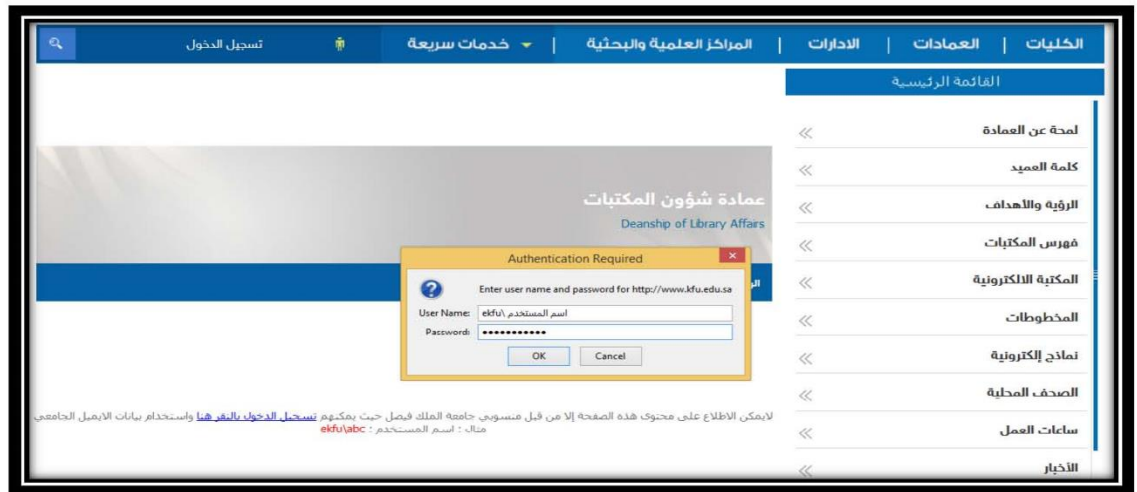 الكليات | العمادات | الادارات | المراكز العلمية والبحثية | خدمات سريعة تسجيل الدخول
القائمة الرئيسية
لمحة عن العمادة
كلمة العميد
الرؤية والأهداف
فهرس المكتبات
المكتبة الالكترونية
المخطوطات
نماذج إلكترونية
الصحف المحلية
ساعات العمل
الأخبار
عمادة شؤون المكتبات
Deanship of Library Affairs
Authentication Required
Enter user name and password for http://www.kfu.edu.sa
User Name: ekfu\ اسم المستخدم
Password: •••••••••••
OK Cancel
لايمكن الاطلاع على محتوى هذه الصفحة إلا من قبل منسوبي جامعة الملك فيصل حيث يمكنهم تسجيل الدخول بالنقر هنا واستخدام بيانات الايميل الجامعي
مثال : اسم المستخدم : ekfu\abc